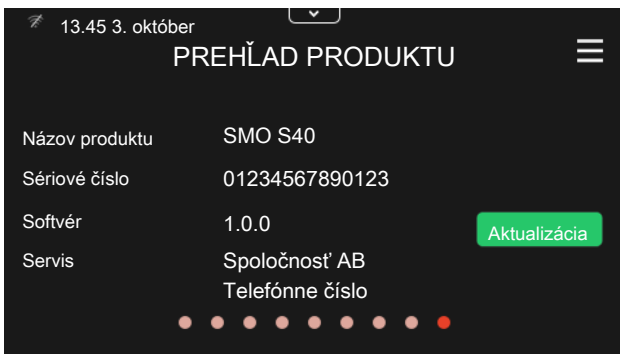 13.45 3. október
PREHĽAD PRODUKTU
Názov produktu SMO S40
Sériové číslo 01234567890123
Softvér 1.0.0 Aktualizácia
Servis Spoločnosť AB
Telefónne číslo